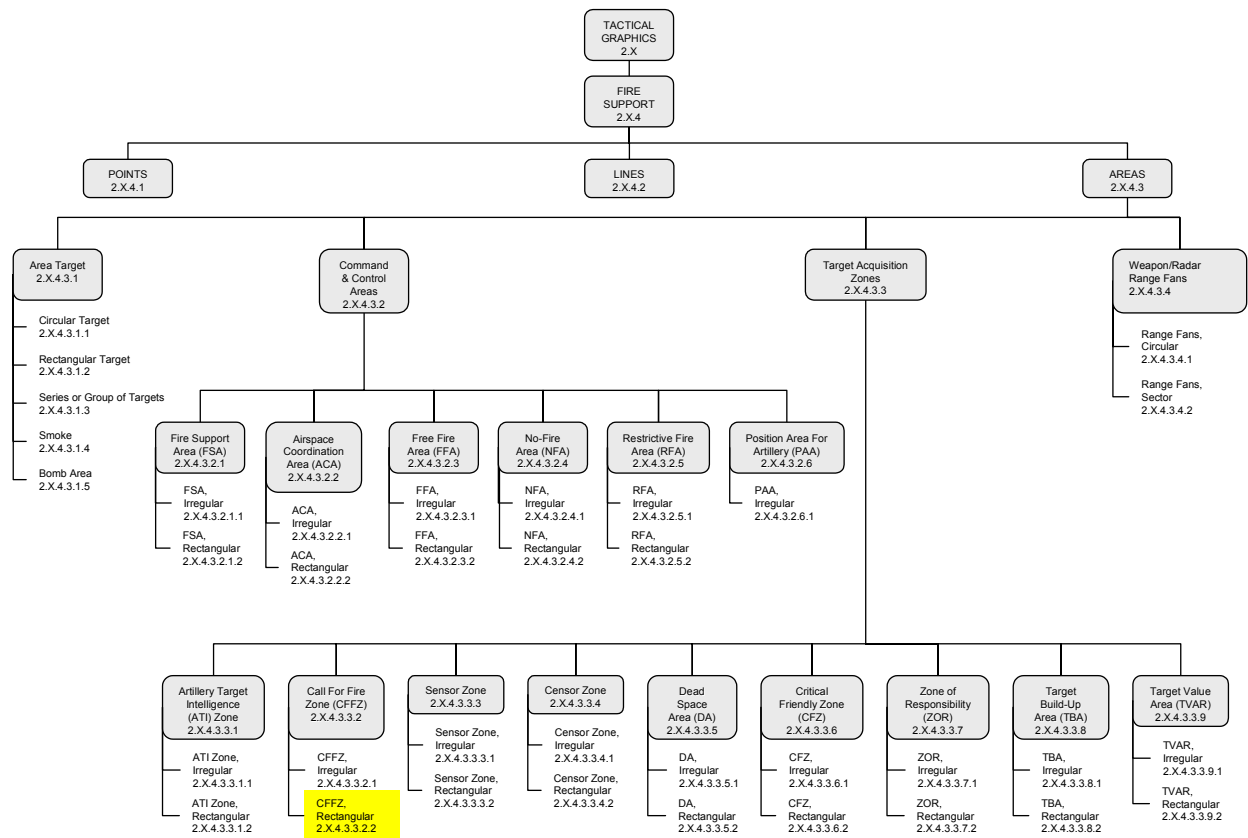 TACTICAL
GRAPHICS
2.X
FIRE
SUPPORT
2.X.4
POINTS
2.X.4.1
LINES
2.X.4.2
AREAS
2.X.4.3
Area Target
2.X.4.3.1
Circular Target
2.X.4.3.1.1
Rectangular Target
2.X.4.3.1.2
Series or Group of Targets
2.X.4.3.1.3
Smoke
2.X.4.3.1.4
Bomb Area
2.X.4.3.1.5
Command
& Control
Areas
2.X.4.3.2
Fire Support
Area (FSA)
2.X.4.3.2.1
FSA,
Irregular
2.X.4.3.2.1.1
FSA,
Rectangular
2.X.4.3.2.1.2
Airspace
Coordination
Area (ACA)
2.X.4.3.2.2
ACA,
Irregular
2.X.4.3.2.2.1
ACA,
Rectangular
2.X.4.3.2.2.2
Free Fire
Area (FFA)
2.X.4.3.2.3
FFA,
Irregular
2.X.4.3.2.3.1
FFA,
Rectangular
2.X.4.3.2.3.2
No-Fire
Area (NFA)
2.X.4.3.2.4
NFA,
Irregular
2.X.4.3.2.4.1
NFA,
Rectangular
2.X.4.3.2.4.2
Restrictive Fire
Area (RFA)
2.X.4.3.2.5
RFA,
Irregular
2.X.4.3.2.5.1
RFA,
Rectangular
2.X.4.3.2.5.2
Position Area For
Artillery (PAA)
2.X.4.3.2.6
PAA,
Irregular
2.X.4.3.2.6.1
Target Acquisition
Zones
2.X.4.3.3
Artillery Target
Intelligence
(ATI) Zone
2.X.4.3.3.1
ATI Zone,
Irregular
2.X.4.3.3.1.1
ATI Zone,
Rectangular
2.X.4.3.3.1.2
Call For Fire
Zone (CFFZ)
2.X.4.3.3.2
CFFZ,
Irregular
2.X.4.3.3.2.1
CFFZ,
Rectangular
2.X.4.3.3.2.2
Sensor Zone
2.X.4.3.3.3
Sensor Zone,
Irregular
2.X.4.3.3.3.1
Sensor Zone,
Rectangular
2.X.4.3.3.3.2
Censor Zone
2.X.4.3.3.4
Censor Zone,
Irregular
2.X.4.3.3.4.1
Censor Zone,
Rectangular
2.X.4.3.3.4.2
Dead
Space
Area (DA)
2.X.4.3.3.5
DA,
Irregular
2.X.4.3.3.5.1
DA,
Rectangular
2.X.4.3.3.5.2
Critical
Friendly Zone
(CFZ)
2.X.4.3.3.6
CFZ,
Irregular
2.X.4.3.3.6.1
CFZ,
Rectangular
2.X.4.3.3.6.2
Zone of
Responsibility
(ZOR)
2.X.4.3.3.7
ZOR,
Irregular
2.X.4.3.3.7.1
ZOR,
Rectangular
2.X.4.3.3.7.2
Target
Build-Up
Area (TBA)
2.X.4.3.3.8
TBA,
Irregular
2.X.4.3.3.8.1
TBA,
Rectangular
2.X.4.3.3.8.2
Target Value
Area (TVAR)
2.X.4.3.3.9
TVAR,
Irregular
2.X.4.3.3.9.1
TVAR,
Rectangular
2.X.4.3.3.9.2
Weapon/Radar
Range Fans
2.X.4.3.4
Range Fans,
Circular
2.X.4.3.4.1
Range Fans,
Sector
2.X.4.3.4.2